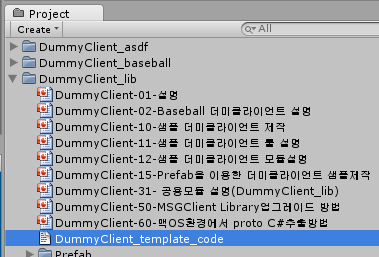 Project
Create
All
DummyClient_asdf
DummyClient_baseball
DummyClient_lib
DummyClient-01-설명
DummyClient-02-Baseball 더미클라이언트 설명
DummyClient-10-샘플 더미클라이언트 제작
DummyClient-11-샘플 더미클라이언트 룰 설명
DummyClient-12-샘플 더미클라이언트 모듈설명
DummyClient-15-Prefab을 이용한 더미클라이언트 샘플제작
DummyClient-31- 공용모듈 설명(DummyClient_lib)
DummyClient-50-MSGClient Library업그레이드 방법
DummyClient-60-맥OS환경에서 proto C#추출방법
DummyClient_template_code
Prefab